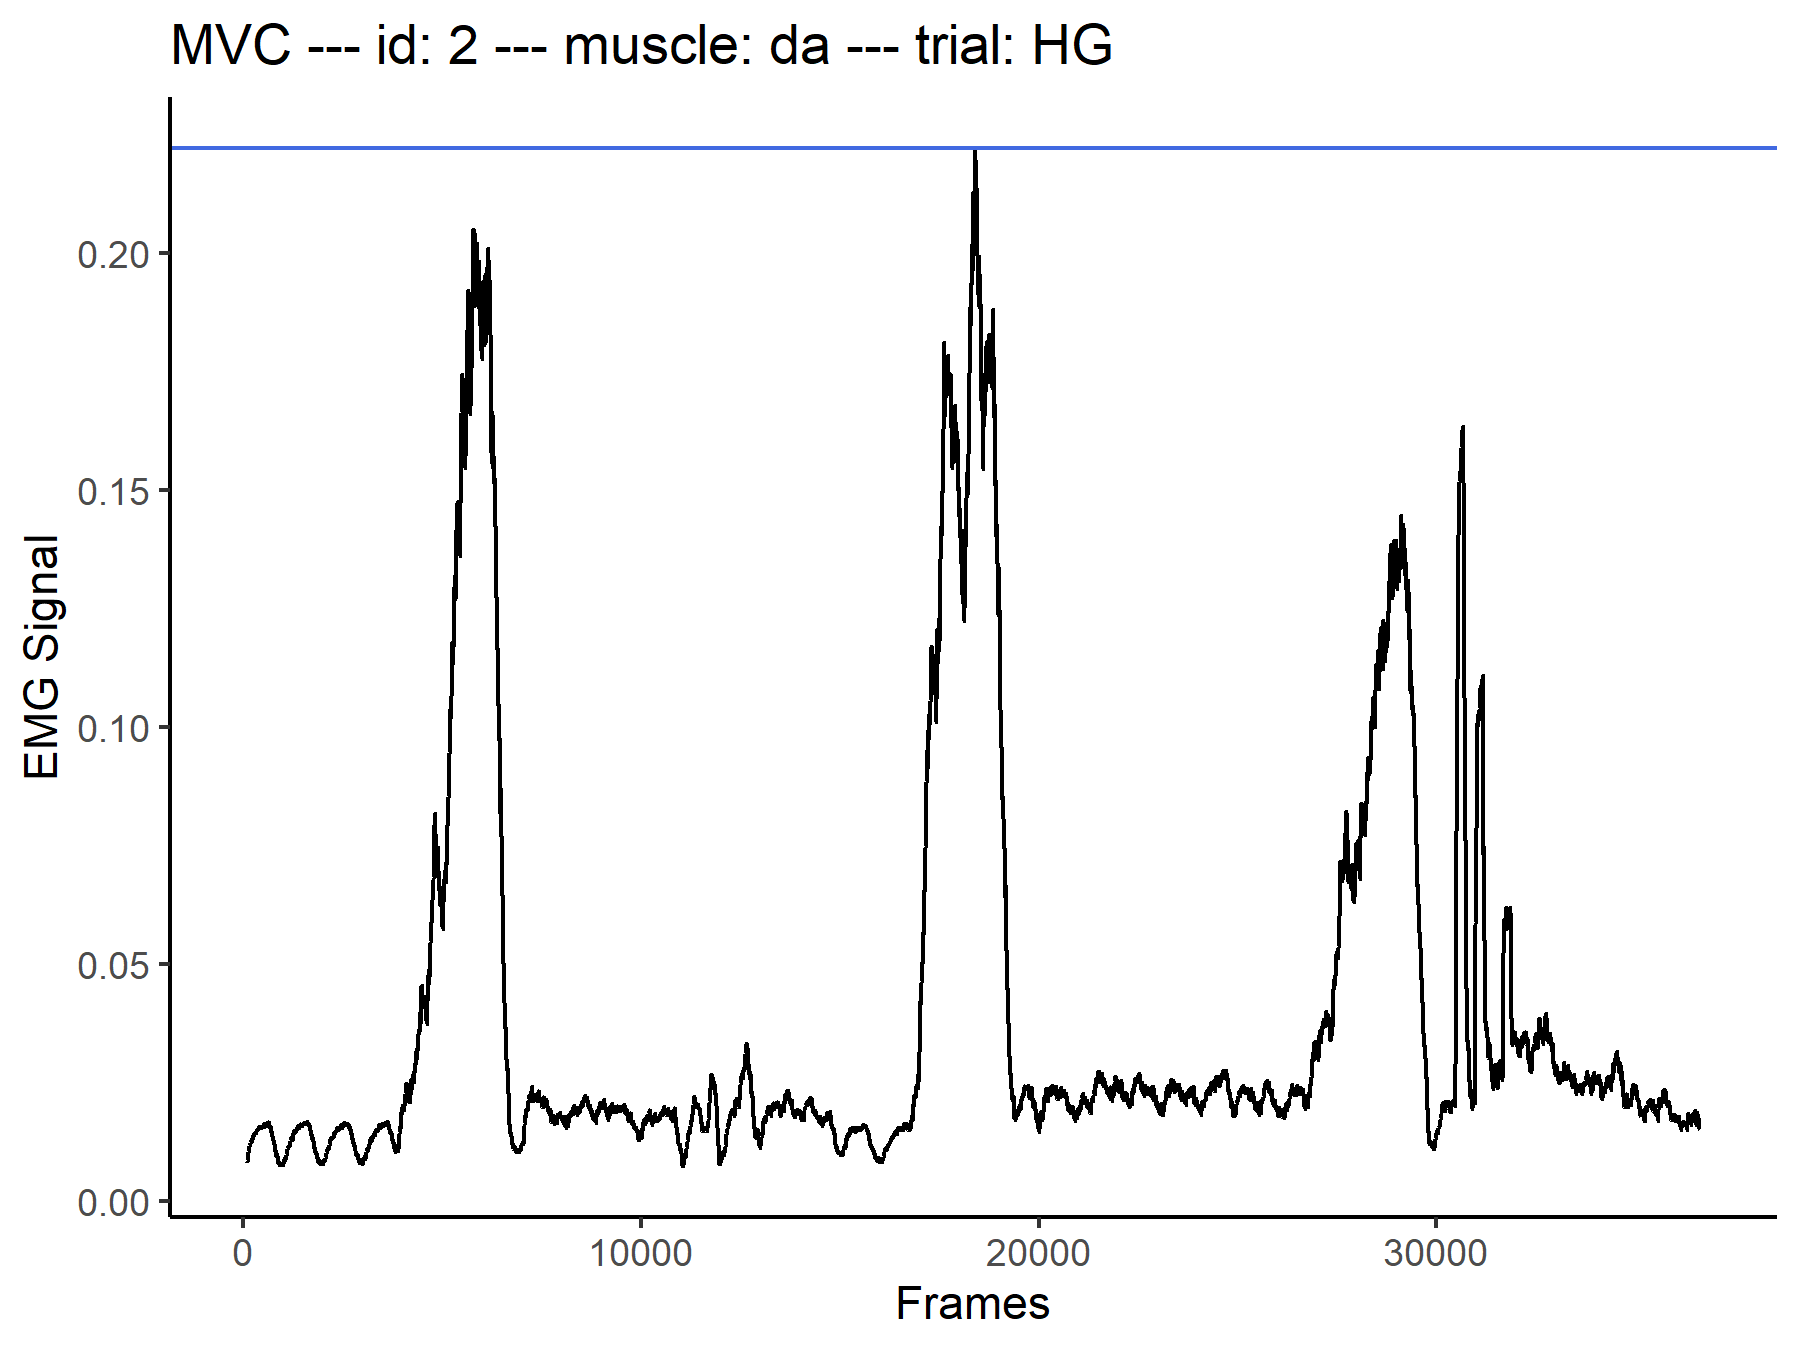 MVC --- id: 2 --- muscle: da --- trial: HG
EMG Signal
0.20
0.15
0.10
0.05
0.00
0 10000 20000 30000
Frames